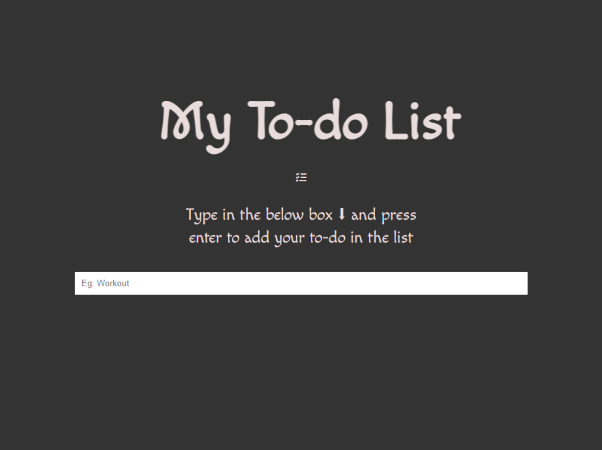 My To-do List
Type in the below box ⬇ and press
enter to add your to-do in the list
Eg: Workout